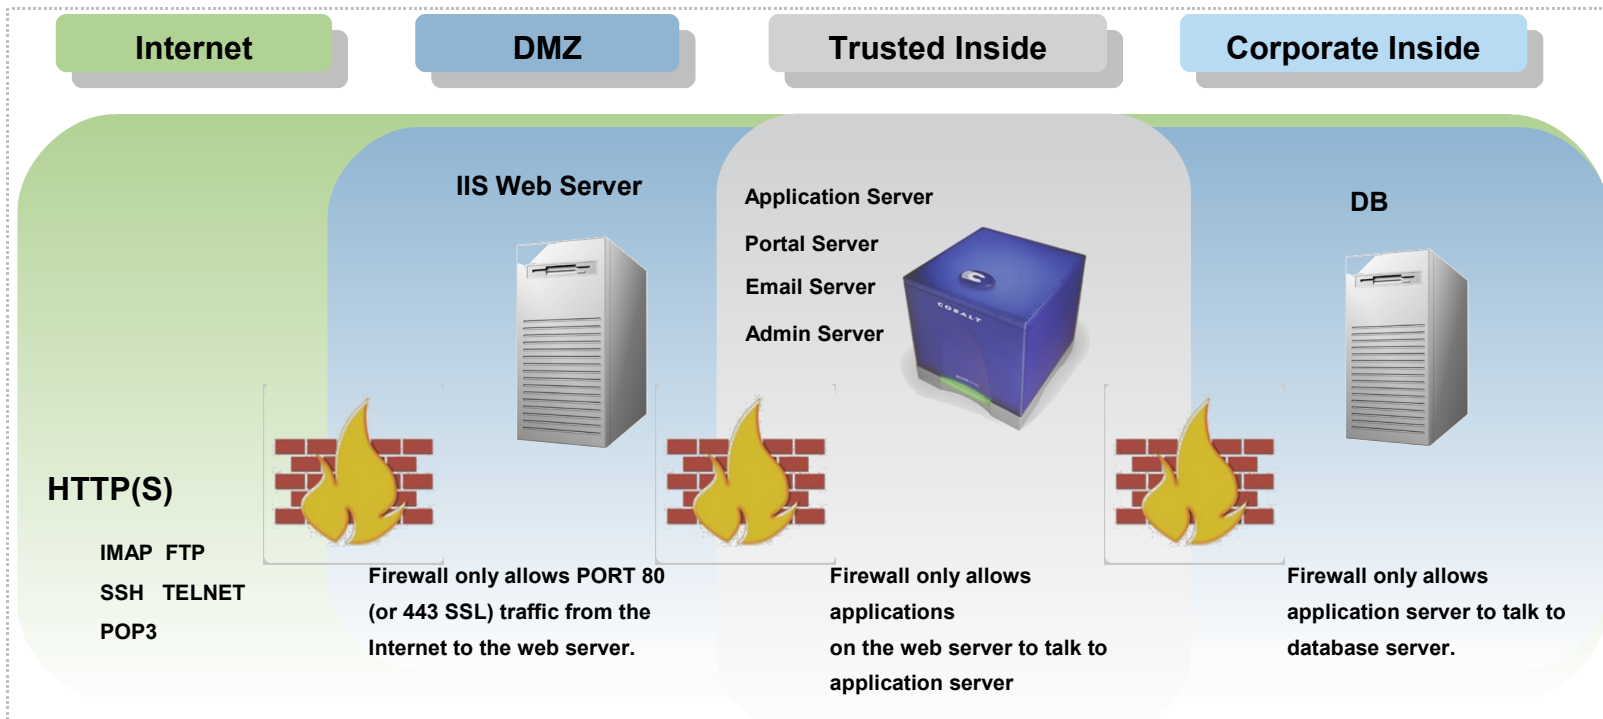 Internet
DMZ
Trusted Inside
Corporate Inside
IIS Web Server
Application Server
Portal Server
Email Server
Admin Server
COBALT
DB
HTTP(S)
IMAP FTP
SSH TELNET
POP3
Firewall only allows PORT 80
(or 443 SSL) traffic from the
Internet to the web server.
Firewall only allows
applications
on the web server to talk to
application server
Firewall only allows
application server to talk to
database server.